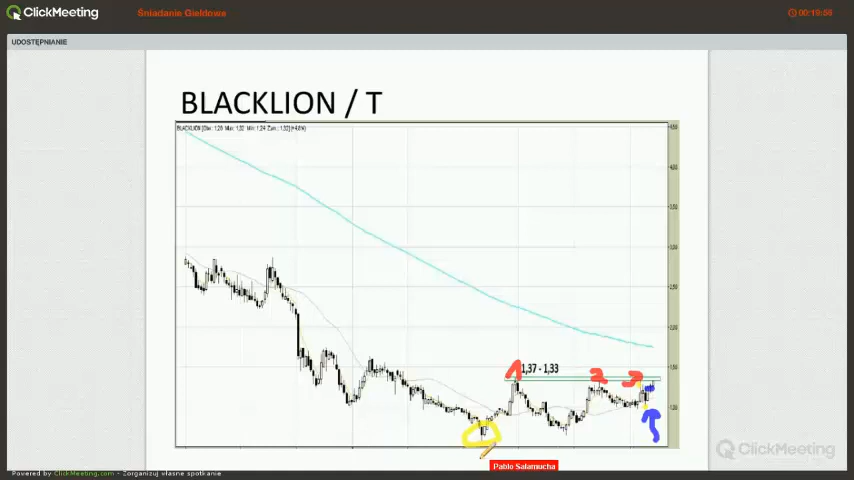 ClickMeeting
Śniadanie Giełdowe
00:19:56
UDOSTĘPNIANIE
BLACKLION / T
1,37 - 1,33
1
2
3
Pablo Salamucha
ClickMeeting
Powered by ClickMeeting.com - Zorganizuj własne spotkanie